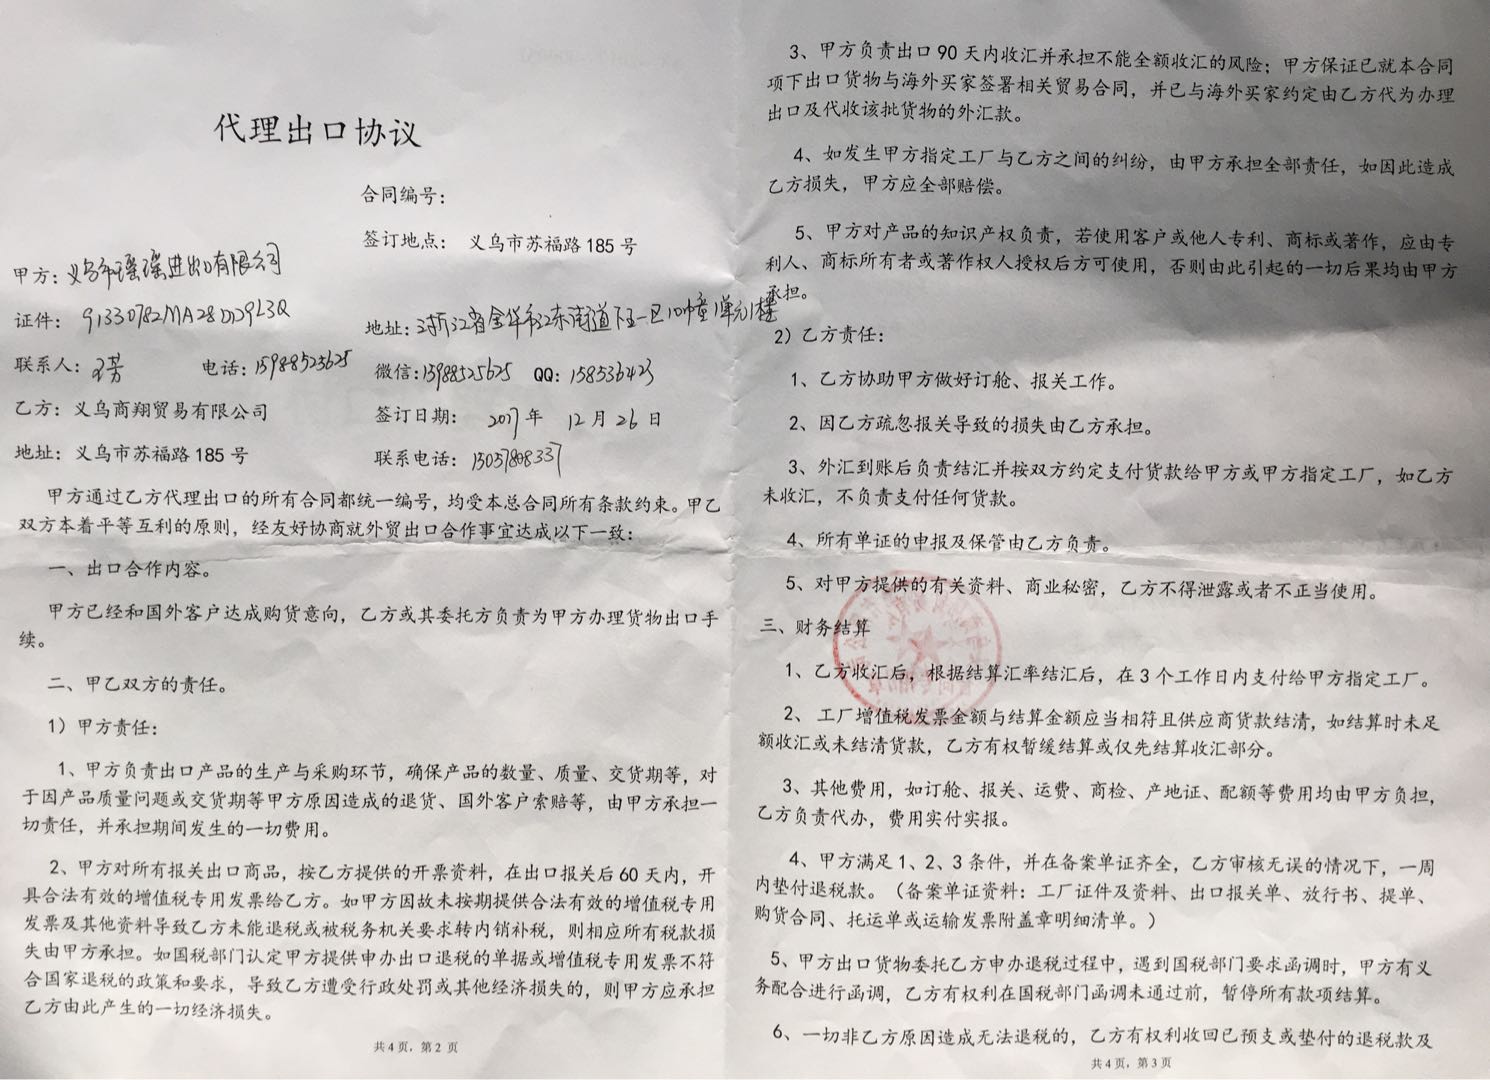 代理出口协议
合同编号：
签订地点： 义乌市苏福路 185 号
甲方：义乌市瑶瑶进出口有限公司
证件： 91330782MA28DD9L3Q
地址：浙江省金华市江东街道下王一区10幢1单元1楼
联系人： 芳 电话：15988525625 微信：15988525625 QQ：158536423
乙方：义乌商翔贸易有限公司 签订日期： 2017年 12月26日
地址：义乌市苏福路 185 号 联系电话：15057808337
甲方通过乙方代理出口的所有合同都统一编号，均受本总合同所有条款约束。甲乙
双方本着平等互利的原则，经友好协商就外贸出口合作事宜达成以下一致：
一、出口合作内容。
甲方已经和国外客户达成购货意向，乙方或其委托方负责为甲方办理货物出口手
续。
二、甲乙双方的责任。
1）甲方责任：
1、甲方负责出口产品的生产与采购环节，确保产品的数量、质量、交货期等，对
于因产品质量问题或交货期等甲方原因造成的退货、国外客户索赔等，由甲方承担一
切责任，并承担期间发生的一切费用。
2、甲方对所有报关出口商品，按乙方提供的开票资料，在出口报关后 60 天内，开
具合法有效的增值税专用发票给乙方。如甲方因故未按期提供合法有效的增值税专用
发票及其他资料导致乙方未能退税或被税务机关要求转内销补税，则相应所有税款损
失由甲方承担。如国税部门认定甲方提供申办出口退税的单据或增值税专用发票不符
合国家退税的政策和要求，导致乙方遭受行政处罚或其他经济损失的，则甲方应承担
乙方由此产生的一切经济损失。
共 4 页，第 2 页
3、甲方负责出口 90 天内收汇并承担不能全额收汇的风险；甲方保证已就本合同
项下出口货物与海外买家签署相关贸易合同，并已与海外买家约定由乙方代为办理
出口及代收该批货物的外汇款。
4、如发生甲方指定工厂与乙方之间的纠纷，由甲方承担全部责任，如因此造成
乙方损失，甲方应全部赔偿。
5、甲方对产品的知识产权负责，若使用客户或他人专利、商标或著作，应由专
利人、商标所有者或著作权人授权后方可使用，否则由此引起的一切后果均由甲方
承担。
2）乙方责任：
1、乙方协助甲方做好订舱、报关工作。
2、因乙方疏忽报关导致的损失由乙方承担。
3、外汇到账后负责结汇并按双方约定支付货款给甲方或甲方指定工厂，如乙方
未收汇，不负责支付任何货款。
4、所有单证的申报及保管由乙方负责。
5、对甲方提供的有关资料、商业秘密，乙方不得泄露或者不正当使用。
三、财务结算
1、乙方收汇后，根据结算汇率结汇后，在 3 个工作日内支付给甲方指定工厂。
2、 工厂增值税发票金额与结算金额应当相符且供应商货款结清，如结算时未足
额收汇或未结清货款，乙方有权暂缓结算或仅先结算收汇部分。
3、其他费用，如订舱、报关、运费、商检、产地证、配额等费用均由甲方负担，
乙方负责代办，费用实付实报。
4、甲方满足 1、2、3 条件，并在备案单证齐全，乙方审核无误的情况下，一周
内垫付退税款。（备案单证资料：工厂证件及资料、出口报关单、放行书、提单、
购货合同、托运单或运输发票附盖章明细清单。）
5、甲方出口货物委托乙方申办退税过程中，遇到国税部门要求函调时，甲方有义
务配合进行函调，乙方有权利在国税部门函调未通过前，暂停所有款项结算。
6、一切非乙方原因造成无法退税的，乙方有权利收回已预支或垫付的退税款及
共 4 页，第 3 页